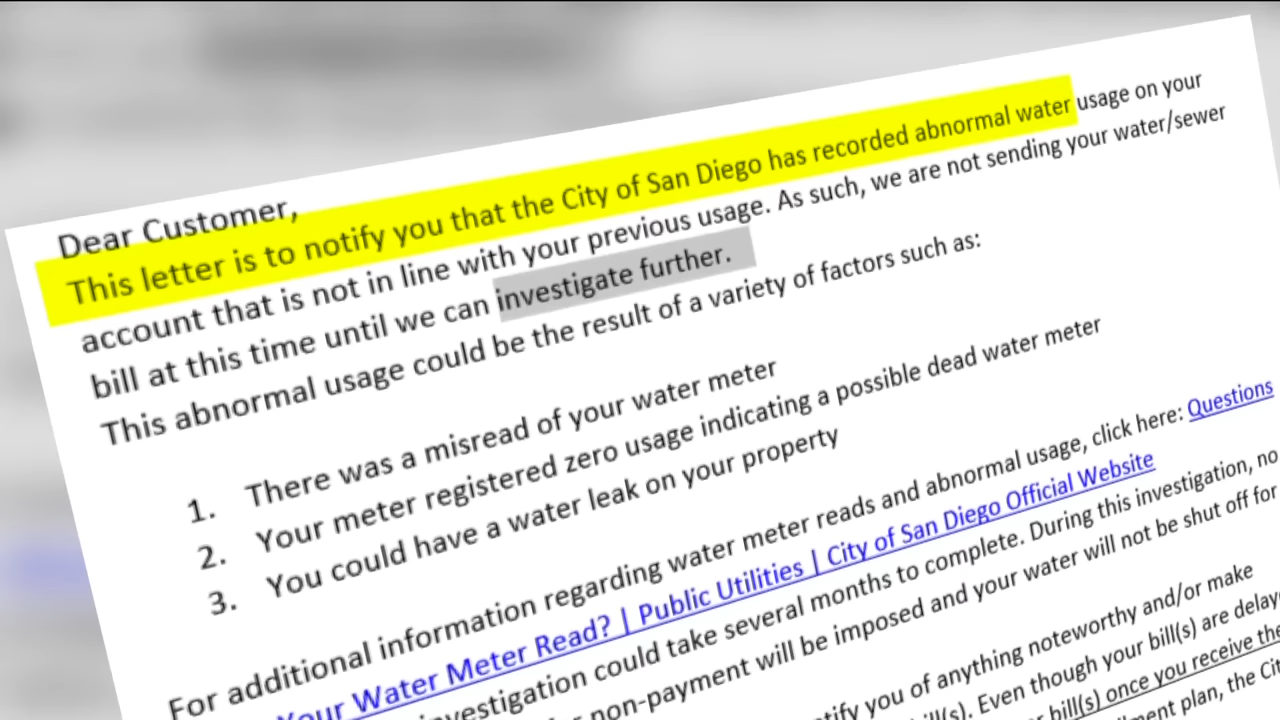 Dear Customer,
This letter is to notify you that the City of San Diego has recorded abnormal water usage on your
account that is not in line with your previous usage. As such, we are not sending your water/sewer
bill at this time until we can investigate further.
This abnormal usage could be the result of a variety of factors such as:
1. There was a misread of your water meter
2. Your meter registered zero usage indicating a possible dead water meter
3. You could have a water leak on your property
For additional information regarding water meter reads and abnormal usage, click here: Questions
Your Water Meter Read? | Public Utilities | City of San Diego Official Website
investigation could take several months to complete. During this investigation, no
non-payment will be imposed and your water will not be shut off for
notify you of anything noteworthy and/or make
bill(s). Even though your bill(s) are
bill(s) once you receive the
plan, the